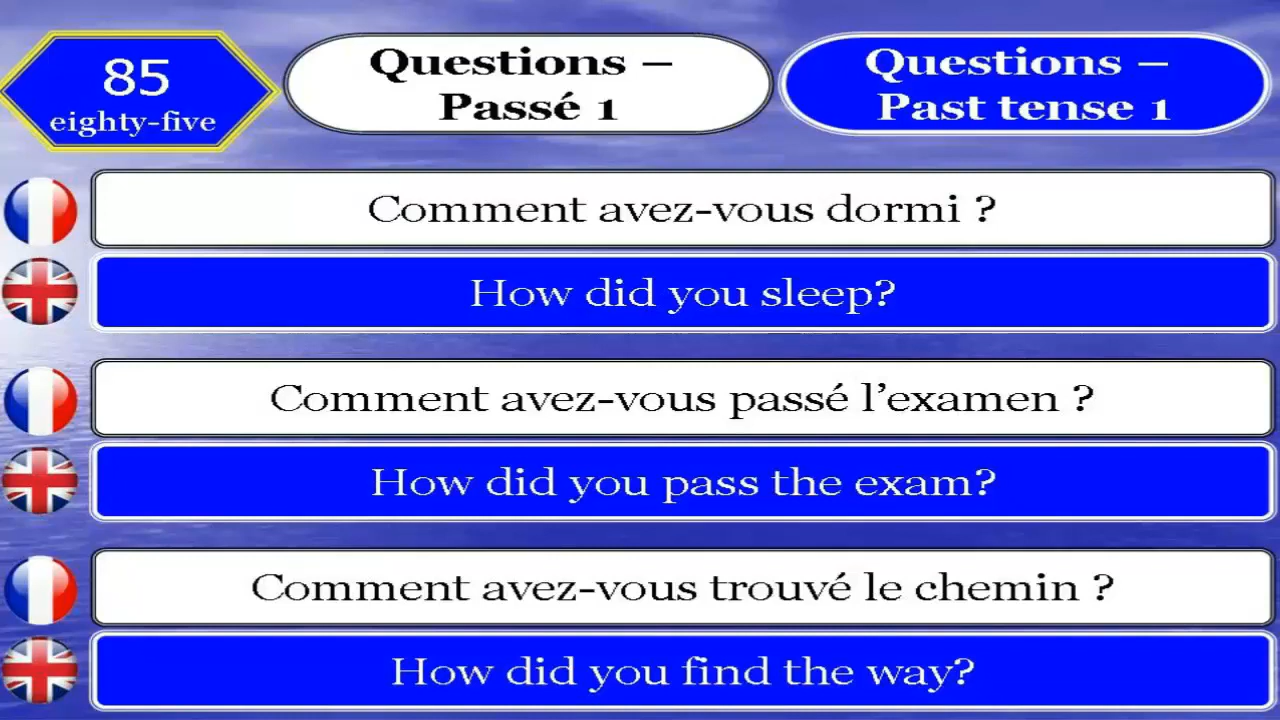 85
eighty-five
Questions –
Passé 1
Questions –
Past tense 1
Comment avez-vous dormi ?
How did you sleep?
Comment avez-vous passé l’examen ?
How did you pass the exam?
Comment avez-vous trouvé le chemin ?
How did you find the way?